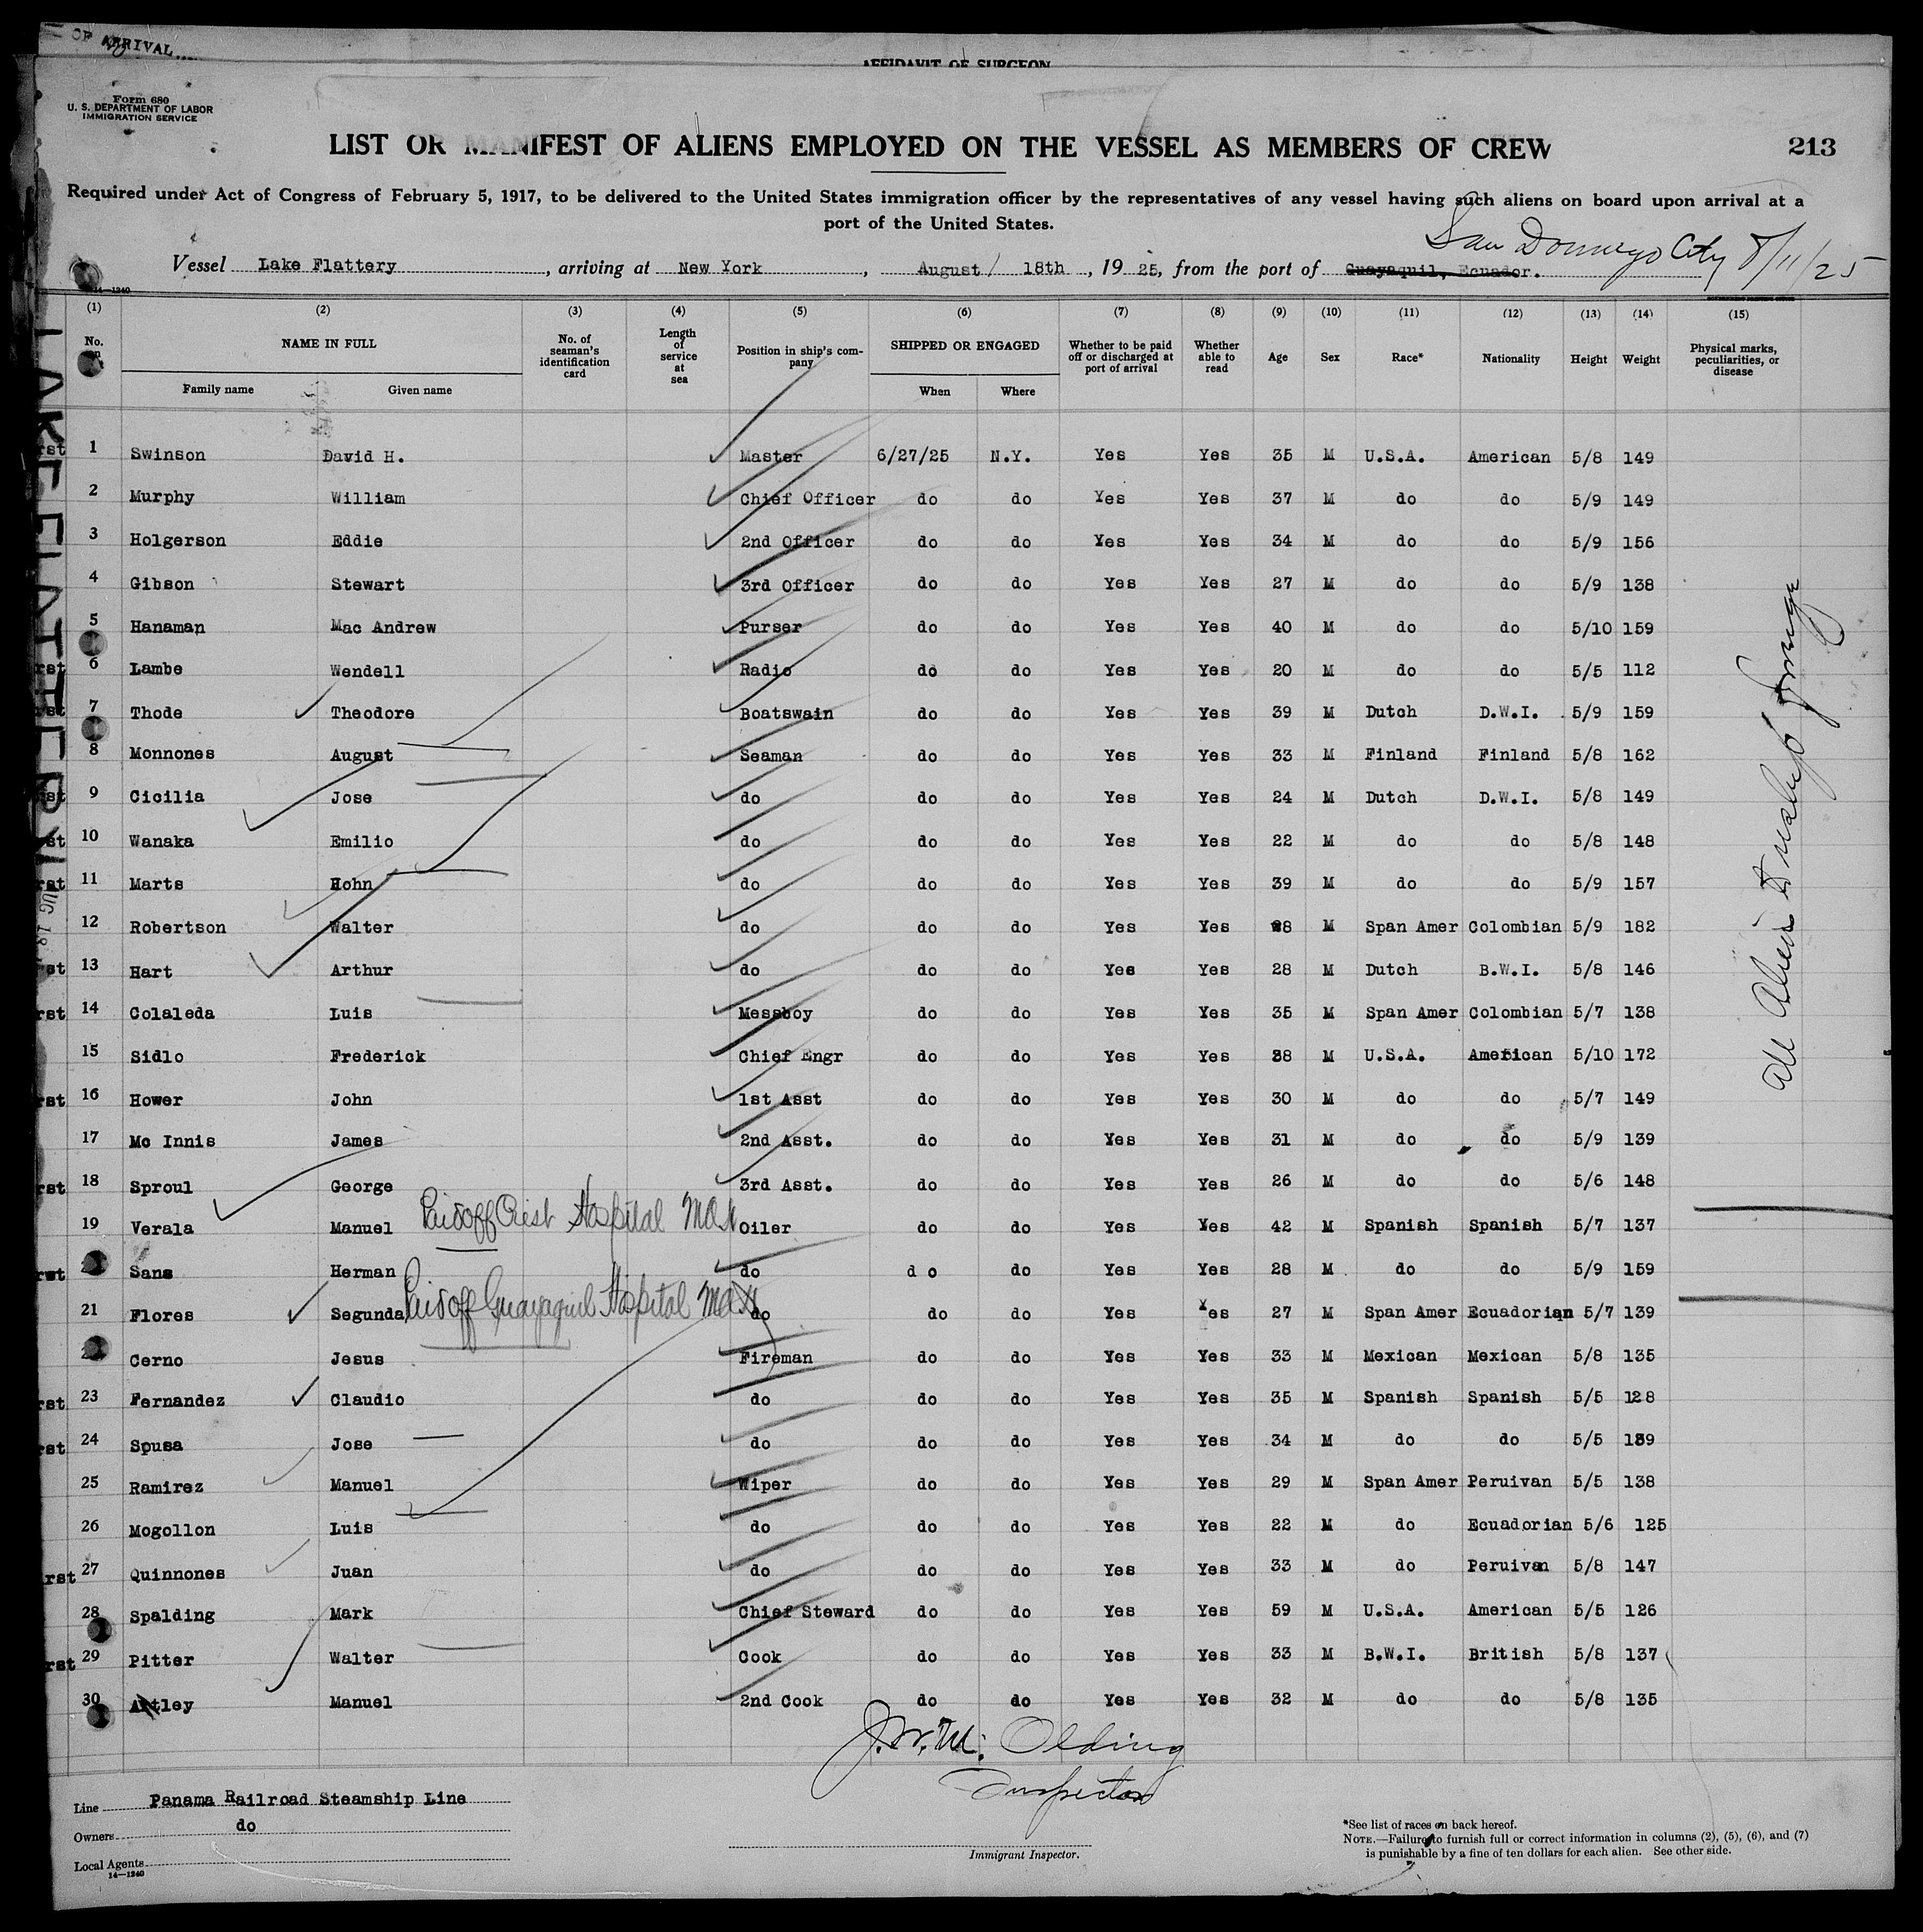 OF ARRIVAL
AFFIDAVIT OF SURGEON
Form 680
U. S. DEPARTMENT OF LABOR
IMMIGRATION SERVICE
LIST OR MANIFEST OF ALIENS EMPLOYED ON THE VESSEL AS MEMBERS OF CREW
213
Required under Act of Congress of February 5, 1917, to be delivered to the United States immigration officer by the representatives of any vessel having such aliens on board upon arrival at a
port of the United States.
San Domingo City 8/11/25
Vessel Lake Flattery, arriving at New York, August 18th, 1925, from the port of Guayaquil, Ecuador.
14—1240
(1) (2) (3) (4) (5) (6) (7) (8) (9) (10) (11) (12) (13) (14) (15)
No. NAME IN FULL No. of seaman's identification card Length of service at sea Position in ship's company SHIPPED OR ENGAGED Whether to be paid off or discharged at port of arrival Whether able to read Age Sex Race* Nationality Height Weight Physical marks, peculiarities, or disease
Family name Given name When Where
1 Swinson David H. Master 6/27/25 N.Y. Yes Yes 35 M U.S.A. American 5/8 149
2 Murphy William Chief Officer do do Yes Yes 37 M do do 5/9 149
3 Holgerson Eddie 2nd Officer do do Yes Yes 34 M do do 5/9 156
4 Gibson Stewart 3rd Officer do do Yes Yes 27 M do do 5/9 138
5 Hanaman Mac Andrew Purser do do Yes Yes 40 M do do 5/10 159
6 Lambe Wendell Radio do do Yes Yes 20 M do do 5/5 112
7 Thode Theodore Boatswain do do Yes Yes 39 M Dutch D.W.I. 5/9 159
8 Monnones August Seaman do do Yes Yes 33 M Finland Finland 5/8 162
9 Cicilia Jose do do do Yes Yes 24 M Dutch D.W.I. 5/8 149
10 Wanaka Emilio do do do Yes Yes 22 M do do 5/8 148
11 Marts Hohn do do do Yes Yes 39 M do do 5/9 157
12 Robertson Walter do do do Yes Yes 28 M Span Amer Colombian 5/9 182
13 Hart Arthur do do do Yes Yes 28 M Dutch B.W.I. 5/8 146
14 Colaleda Luis Messboy do do Yes Yes 35 M Span Amer Colombian 5/7 138
15 Sidlo Frederick Chief Engr do do Yes Yes 38 M U.S.A. American 5/10 172
16 Hower John 1st Asst do do Yes Yes 30 M do do 5/7 149
17 Mc Innis James 2nd Asst. do do Yes Yes 31 M do do 5/9 139
18 Sproul George 3rd Asst. do do Yes Yes 26 M do do 5/6 148
19 Verala Manuel Paid off Crist Hospital Oiler do do Yes Yes 42 M Spanish Spanish 5/7 137
Sans Herman do d o do Yes Yes 28 M do do 5/9 159
21 Flores Segunda Paid off Guayaquil Hospital do do do Yes Yes 27 M Span Amer Ecuadorian 5/7 139
Cerno Jesus Fireman do do Yes Yes 33 M Mexican Mexican 5/8 135
23 Fernandez Claudio do do do Yes Yes 35 M Spanish Spanish 5/5 128
24 Spusa Jose do do do Yes Yes 34 M do do 5/5 139
25 Ramirez Manuel Wiper do do Yes Yes 29 M Span Amer Peruivan 5/5 138
26 Mogollon Luis do do do Yes Yes 22 M do Ecuadorian 5/6 125
27 Quinnones Juan do do do Yes Yes 33 M do Peruivan 5/8 147
28 Spalding Mark Chief Steward do do Yes Yes 59 M U.S.A. American 5/5 126
29 Pitter Walter Cook do do Yes Yes 33 M B.W.I. British 5/8 137
30 Antley Manuel 2nd Cook do do Yes Yes 32 M do do 5/8 135
LAKE FLATTERY
AUG 18
All Aliens to
J.W.M. Olding
Inspector
Line Panama Railroad Steamship Line
Owners do
Local Agents
14—1240
Immigrant Inspector.
*See list of races on back hereof.
NOTE.—Failure to furnish full or correct information in columns (2), (5), (6), and (7)
is punishable by a fine of ten dollars for each alien. See other side.